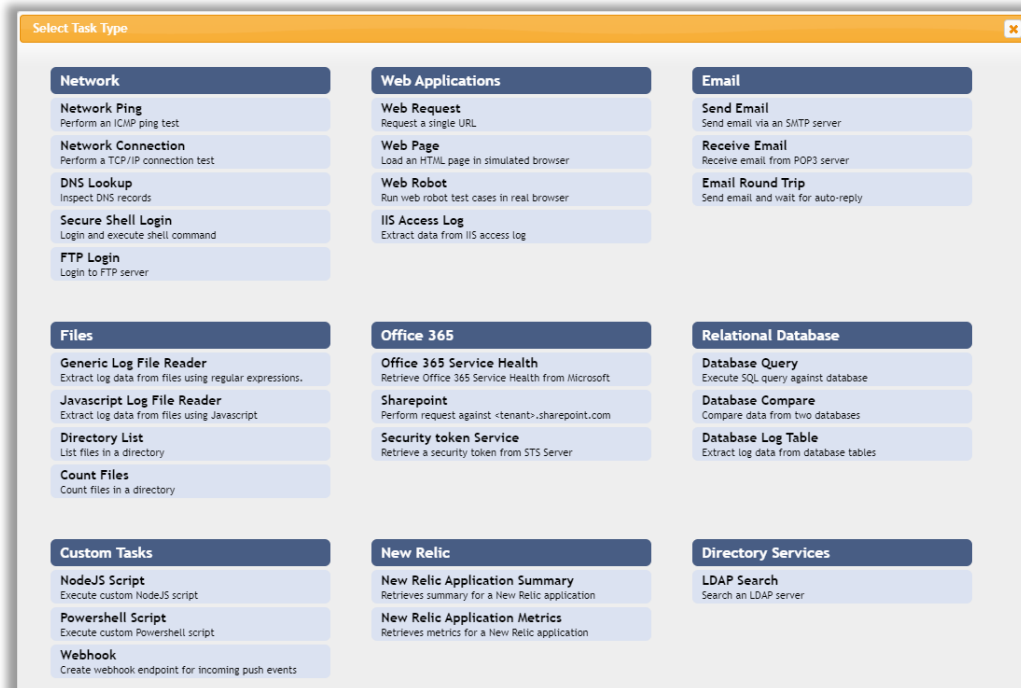 Select Task Type
Network
Network Ping
Perform an ICMP ping test
Network Connection
Perform a TCP/IP connection test
DNS Lookup
Inspect DNS records
Secure Shell Login
Login and execute shell command
FTP Login
Login to FTP server
Web Applications
Web Request
Request a single URL
Web Page
Load an HTML page in simulated browser
Web Robot
Run web robot test cases in real browser
IIS Access Log
Extract data from IIS access log
Email
Send Email
Send email via an SMTP server
Receive Email
Receive email from POP3 server
Email Round Trip
Send email and wait for auto-reply
Files
Generic Log File Reader
Extract log data from files using regular expressions.
Javascript Log File Reader
Extract log data from files using Javascript
Directory List
List files in a directory
Count Files
Count files in a directory
Office 365
Office 365 Service Health
Retrieve Office 365 Service Health from Microsoft
Sharepoint
Perform request against <tenant>.sharepoint.com
Security token Service
Retrieve a security token from STS Server
Relational Database
Database Query
Execute SQL query against database
Database Compare
Compare data from two databases
Database Log Table
Extract log data from database tables
Custom Tasks
NodeJS Script
Execute custom NodeJS script
Powershell Script
Execute custom Powershell script
Webhook
Create webhook endpoint for incoming push events
New Relic
New Relic Application Summary
Retrieves summary for a New Relic application
New Relic Application Metrics
Retrieves metrics for a New Relic application
Directory Services
LDAP Search
Search an LDAP server